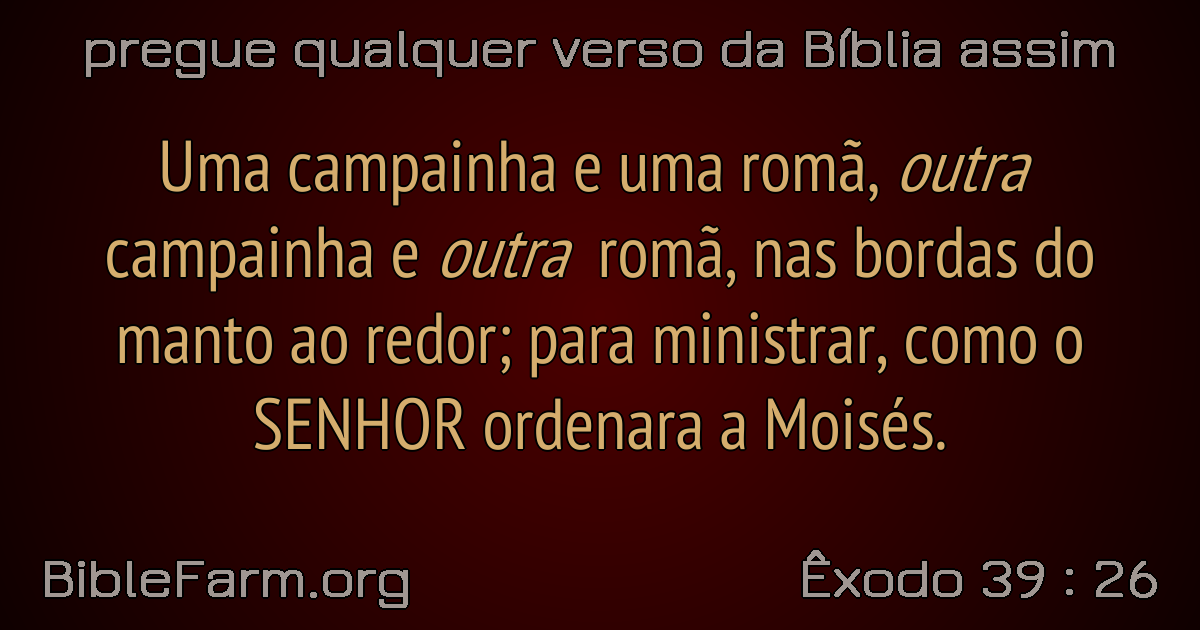 pregue qualquer verso da Bíblia assim
Uma campainha e uma romã, outra
campainha e outra romã, nas bordas do
manto ao redor; para ministrar, como o
SENHOR ordenara a Moisés.
BibleFarm.org
Êxodo 39 : 26